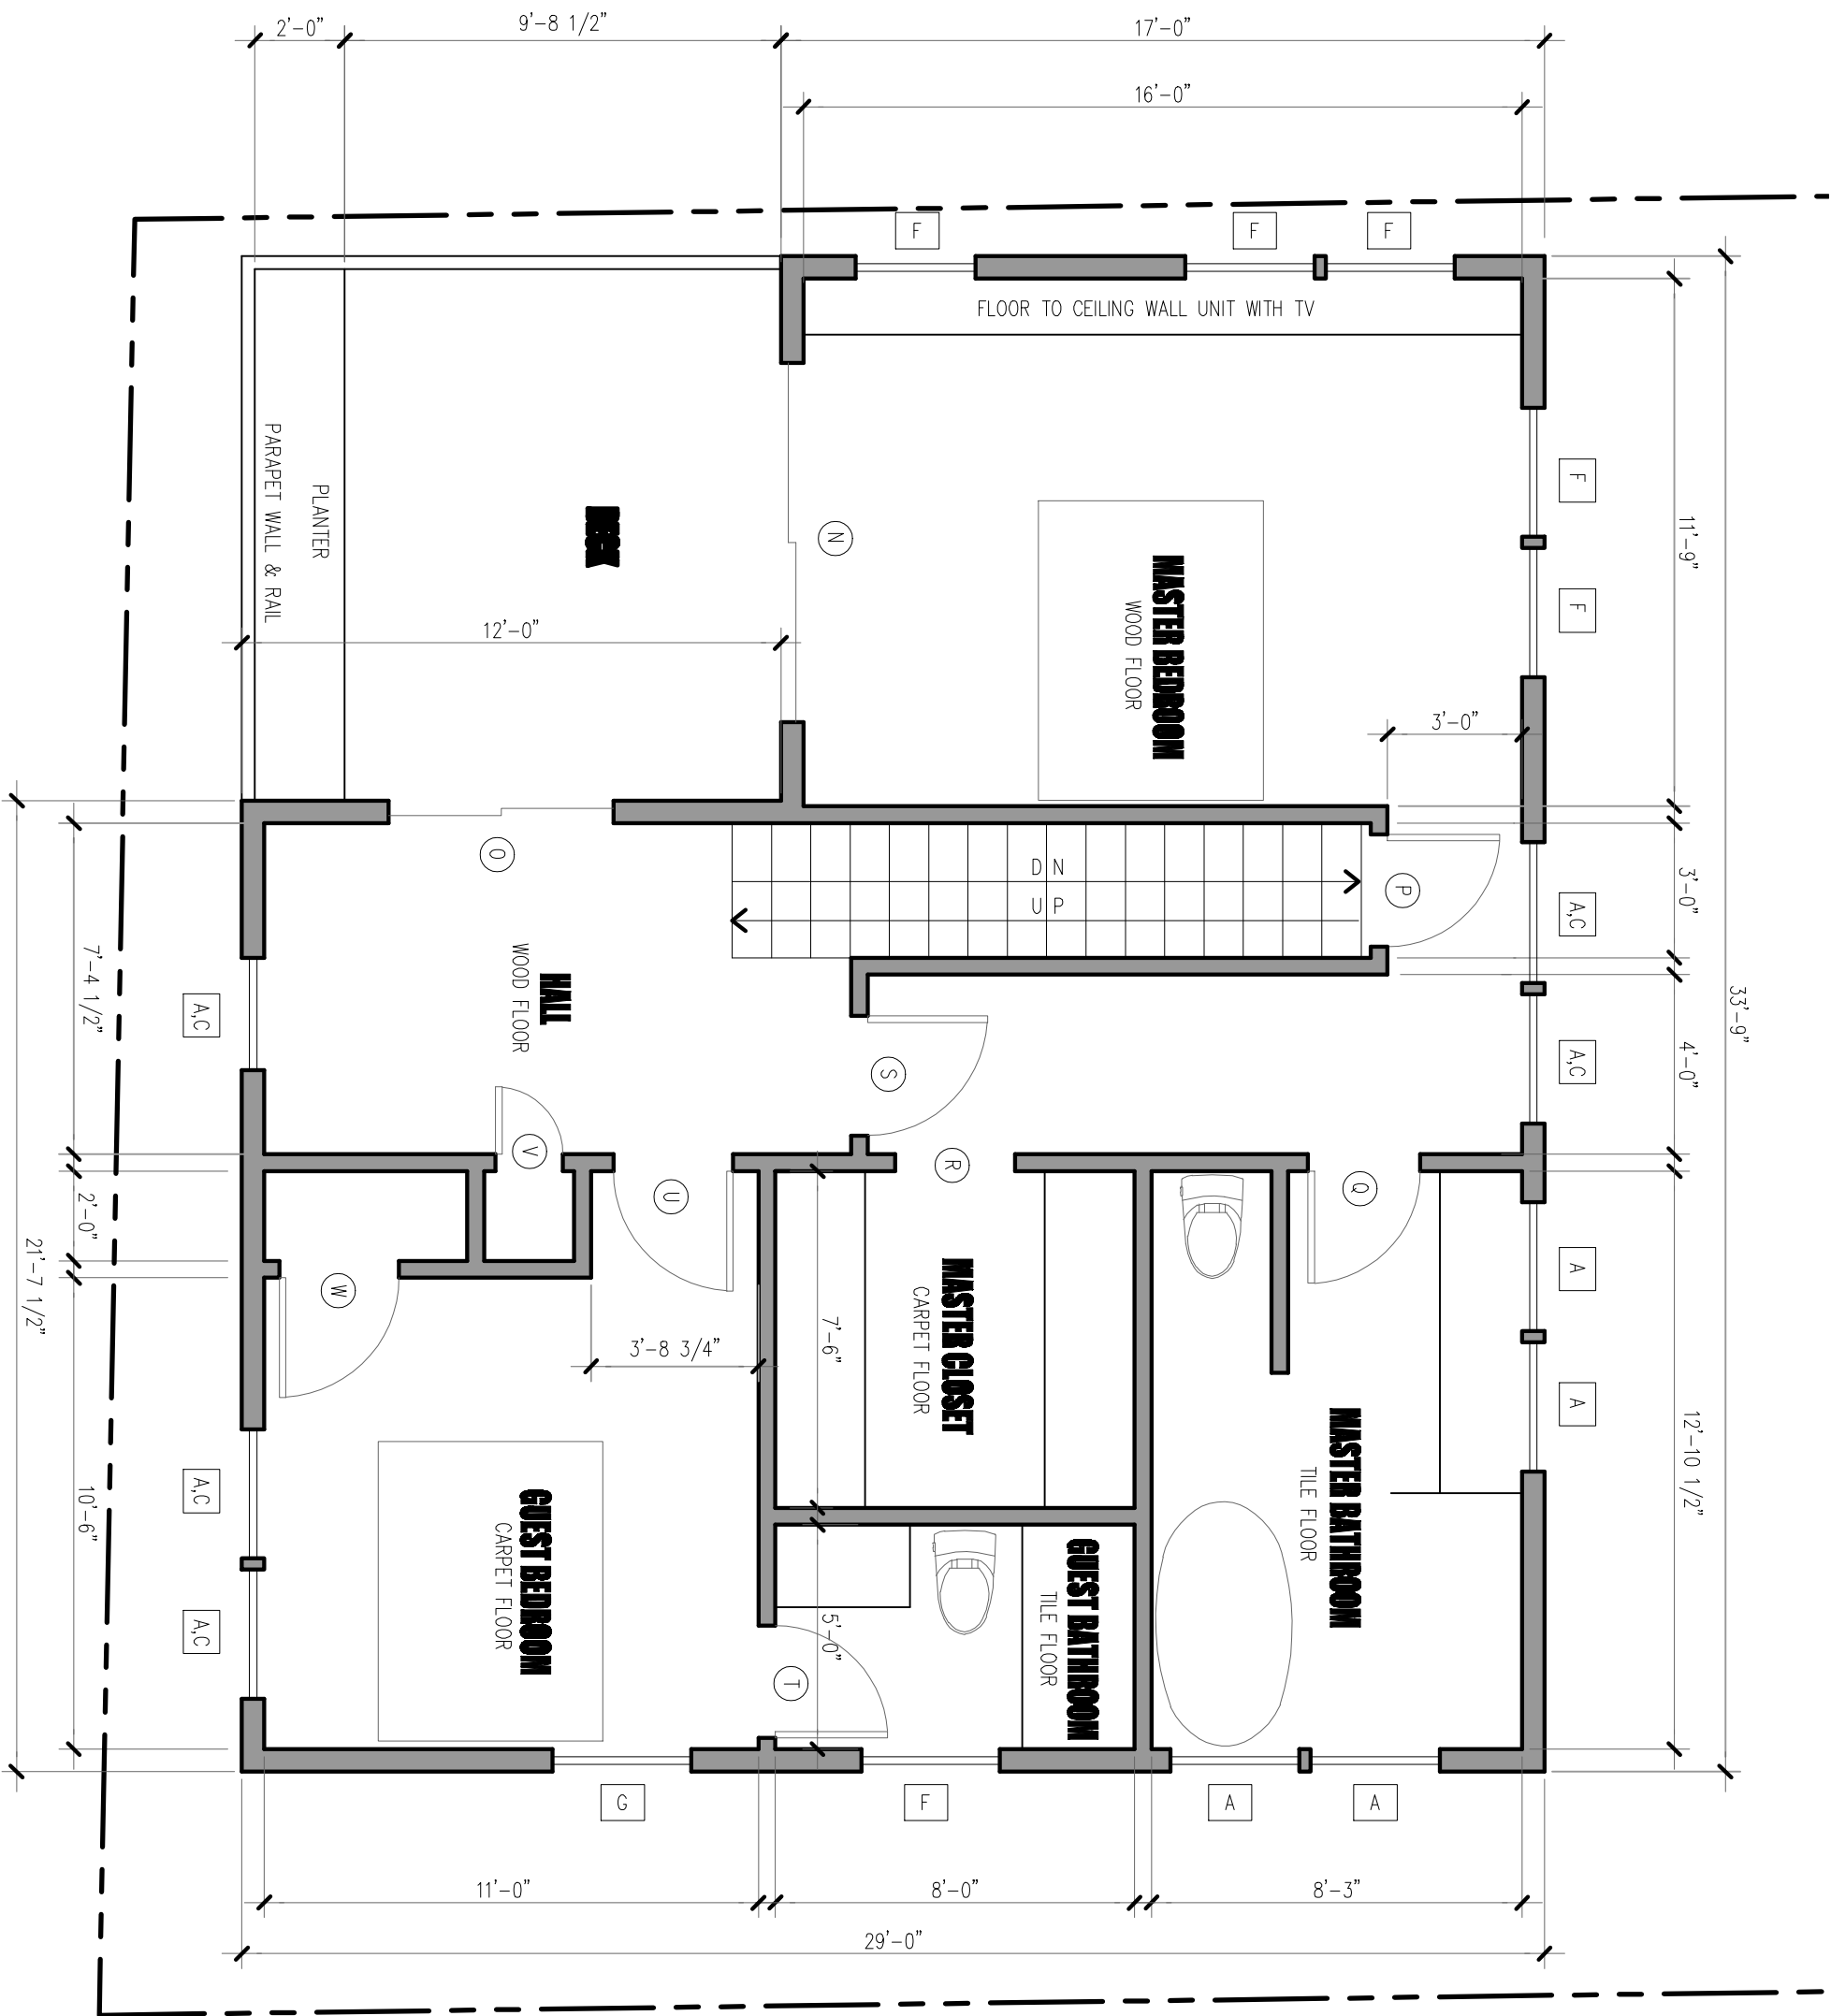 2'-0"
9'-8 1/2"
17'-0"
16'-0"
F
F
F
FLOOR TO CEILING WALL UNIT WITH TV
PARAPET WALL & RAIL
PLANTER
DECK
12'-0"
N
MASTER BEDROOM
WOOD FLOOR
F
F
11'-9"
3'-0"
33'-9"
DN
UP
P
3'-0"
A,C
A,C
4'-0"
O
HALL
WOOD FLOOR
7'-4 1/2"
A,C
S
V
U
R
Q
2'-0"
21'-7 1/2"
W
3'-8 3/4"
7'-6"
MASTER CLOSET
CARPET FLOOR
A
A
12'-10 1/2"
MASTER BATHROOM
TILE FLOOR
10'-6"
A,C
A,C
GUEST BEDROOM
CARPET FLOOR
5'-0"
T
GUEST BATHROOM
TILE FLOOR
G
F
A
A
11'-0"
8'-0"
8'-3"
29'-0"